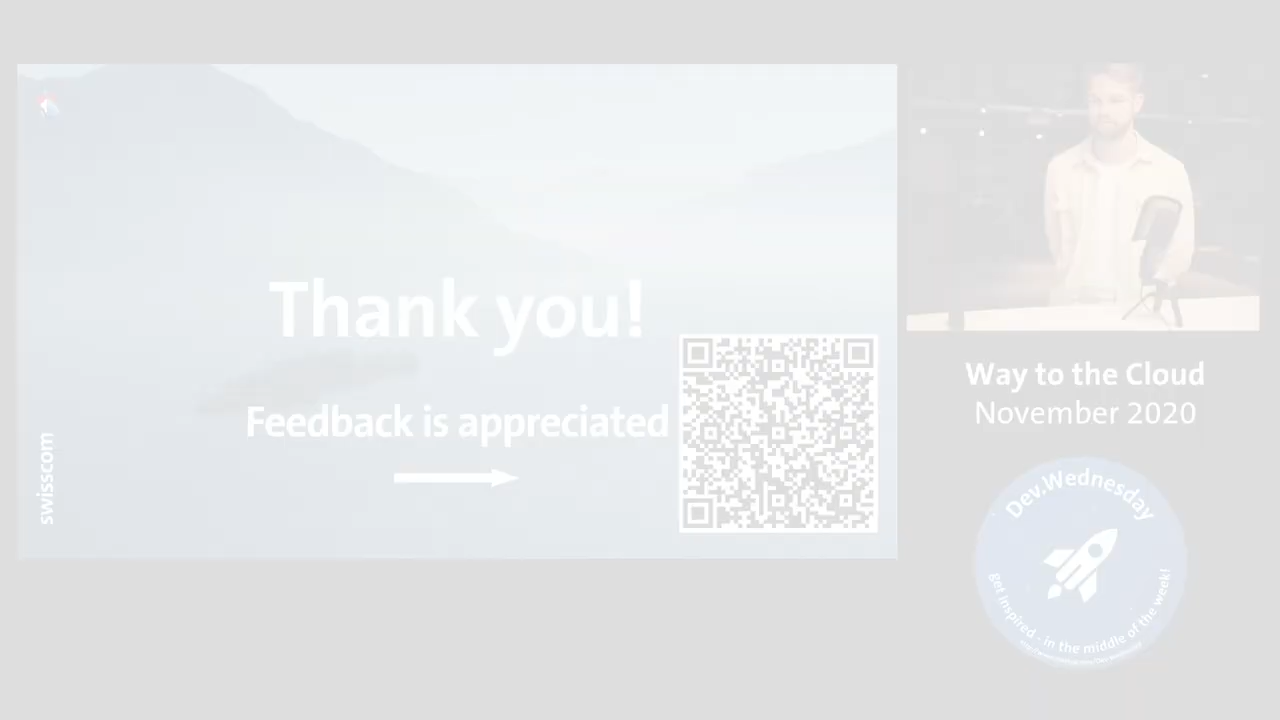 Thank you!
Feedback is appreciated
swisscom
Way to the Cloud
November 2020
Dev.Wednesday
get inspired - in the middle of the week!